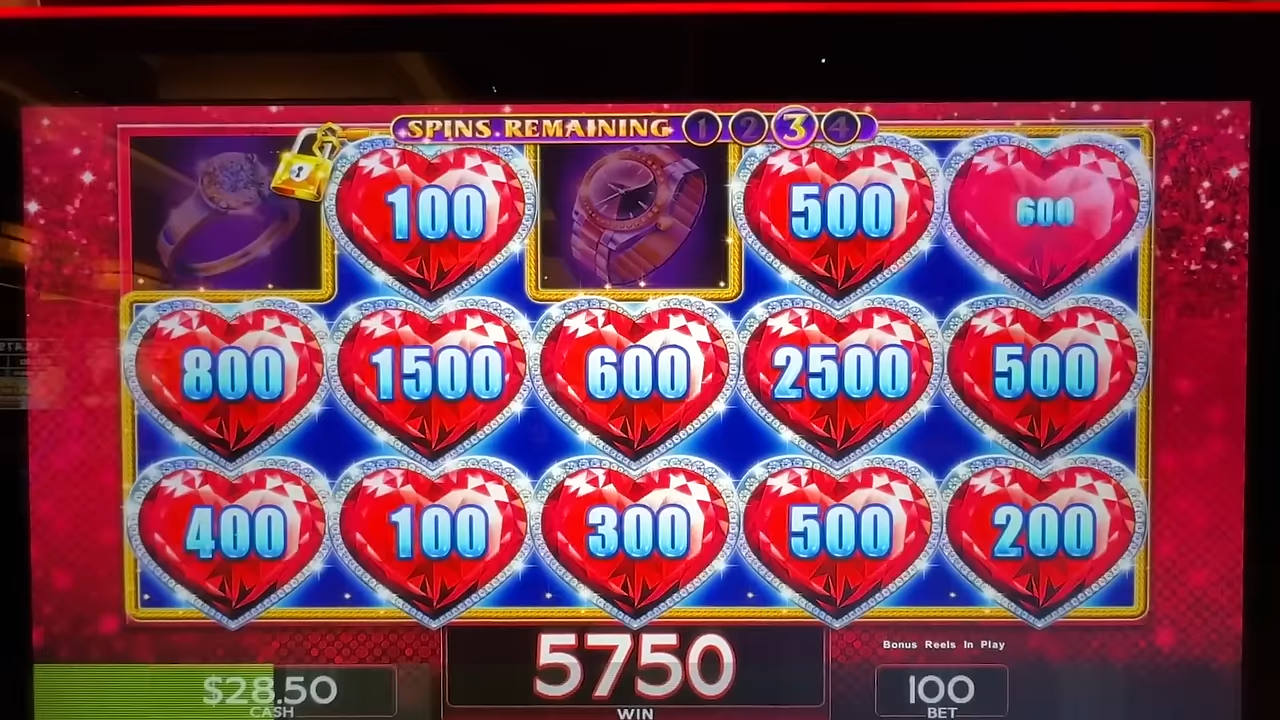 SPINS REMAINING 1 2 3 4
100 500 600
800 1500 600 2500 500
400 100 300 500 200
5750
Bonus Reels In Play
$28.50
100
CASH
WIN
BET